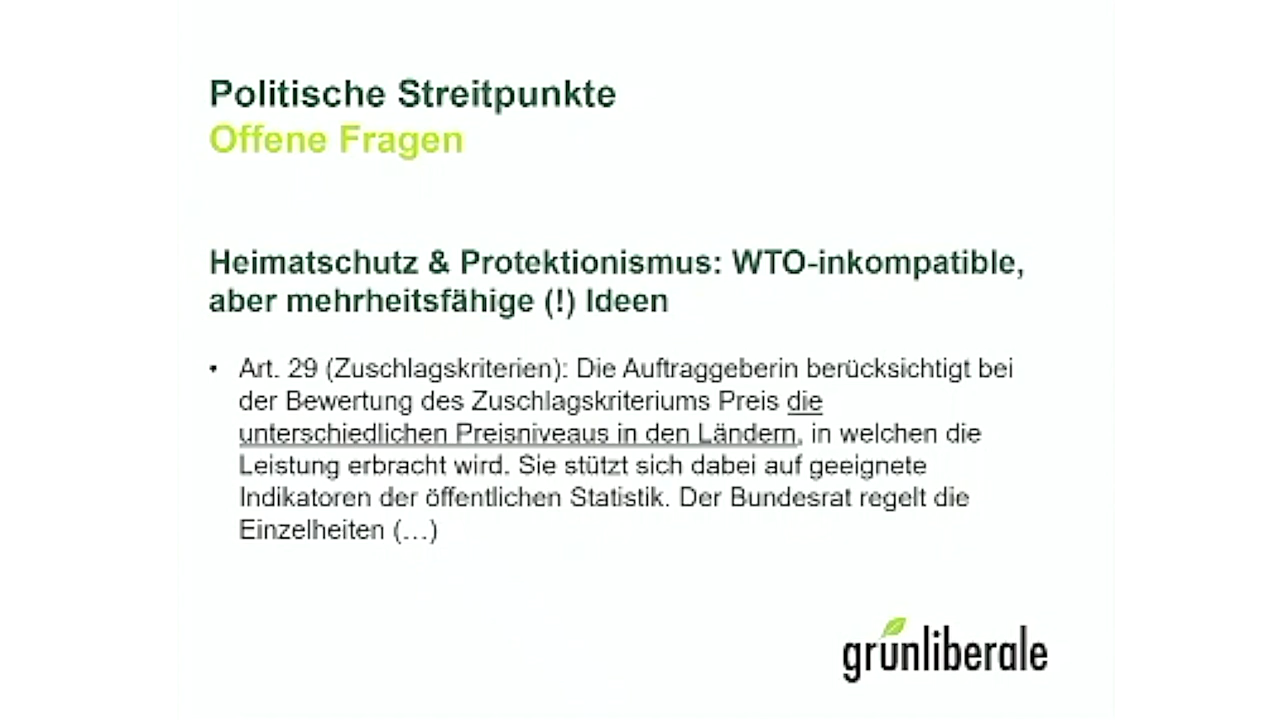 Politische Streitpunkte
Offene Fragen
Heimatschutz & Protektionismus: WTO-inkompatible,
aber mehrheitsfähige (!) Ideen
• Art. 29 (Zuschlagskriterien): Die Auftraggeberin berücksichtigt bei
der Bewertung des Zuschlagskriteriums Preis die
unterschiedlichen Preisniveaus in den Ländern, in welchen die
Leistung erbracht wird. Sie stützt sich dabei auf geeignete
Indikatoren der öffentlichen Statistik. Der Bundesrat regelt die
Einzelheiten (…)
grünliberale